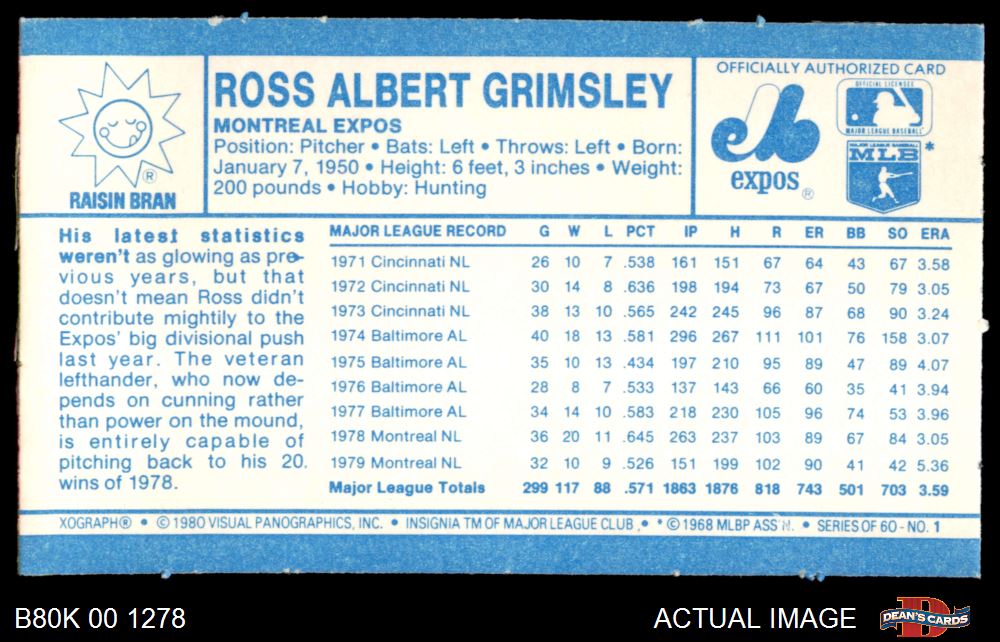 RAISIN BRAN
®
ROSS ALBERT GRIMSLEY
MONTREAL EXPOS
Position: Pitcher • Bats: Left • Throws: Left • Born:
January 7, 1950 • Height: 6 feet, 3 inches • Weight:
200 pounds • Hobby: Hunting
OFFICIALLY AUTHORIZED CARD
expos ®
OFFICIAL LICENSEE
MAJOR LEAGUE BASEBALL
MAJOR LEAGUE BASEBALL
MLB *
His latest statistics
weren't as glowing as pre-
vious years, but that
doesn't mean Ross didn't
contribute mightily to the
Expos' big divisional push
last year. The veteran
lefthander, who now de-
pends on cunning rather
than power on the mound,
is entirely capable of
pitching back to his 20.
wins of 1978.
MAJOR LEAGUE RECORD G W L PCT IP H R ER BB SO ERA
1971 Cincinnati NL 26 10 7 .538 161 151 67 64 43 67 3.58
1972 Cincinnati NL 30 14 8 .636 198 194 73 67 50 79 3.05
1973 Cincinnati NL 38 13 10 .565 242 245 96 87 68 90 3.24
1974 Baltimore AL 40 18 13 .581 296 267 111 101 76 158 3.07
1975 Baltimore AL 35 10 13 .434 197 210 95 89 47 89 4.07
1976 Baltimore AL 28 8 7 .533 137 143 66 60 35 41 3.94
1977 Baltimore AL 34 14 10 .583 218 230 105 96 74 53 3.96
1978 Montreal NL 36 20 11 .645 263 237 103 89 67 84 3.05
1979 Montreal NL 32 10 9 .526 151 199 102 90 41 42 5.36
Major League Totals 299 117 88 .571 1863 1876 818 743 501 703 3.59
XOGRAPH® • © 1980 VISUAL PANOGRAPHICS, INC. • INSIGNIA TM OF MAJOR LEAGUE CLUB • * © 1968 MLBP ASS'N. • SERIES OF 60 - NO. 1
B80K 00 1278
ACTUAL IMAGE
DEAN'S CARDS